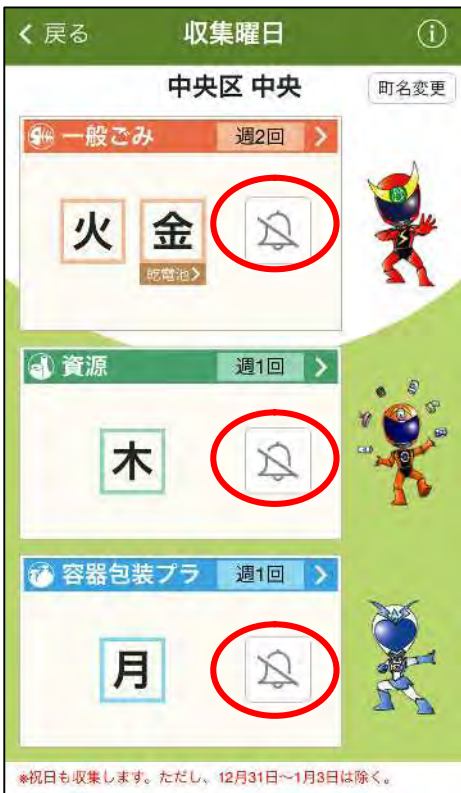 戻る 収集曜日
中央区 中央 町名変更
一般ごみ 週2回
火 金
乾電池
資源 週1回
木
容器包装プラ 週1回
月
※祝日も収集します。ただし、12月31日〜1月3日は除く。